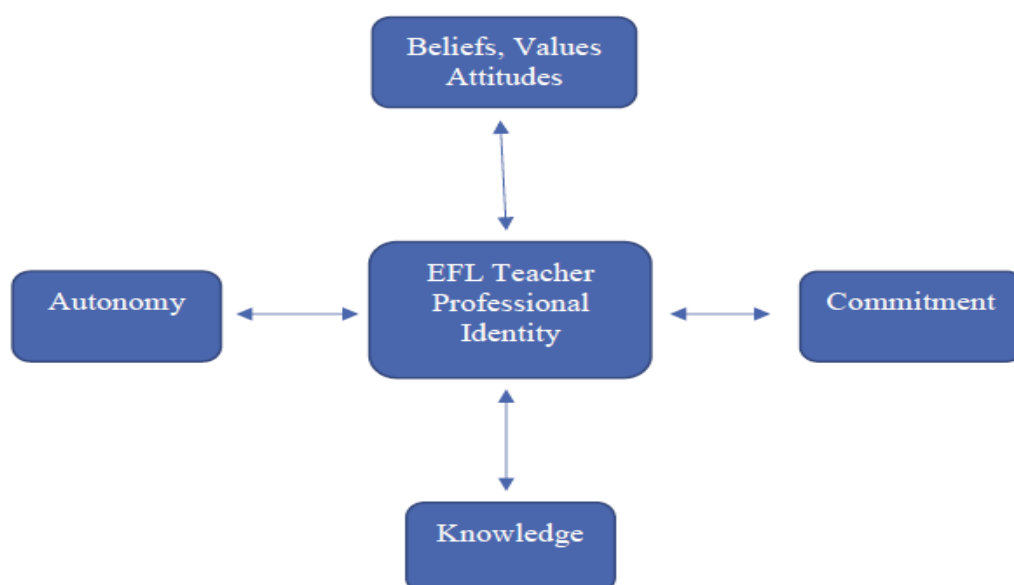 Beliefs, Values
Attitudes
EFL Teacher
Professional
Identity
Autonomy
Commitment
Knowledge